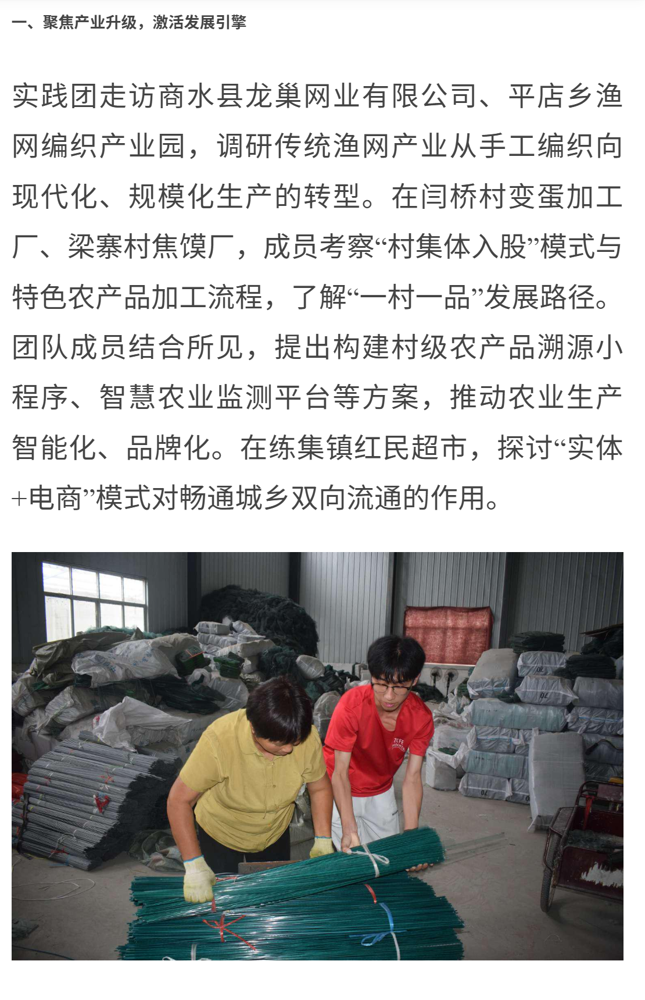 一、聚焦产业升级，激活发展引擎
实践团走访商水县龙巢网业有限公司、平店乡渔
网编织产业园，调研传统渔网产业从手工编织向
现代化、规模化生产的转型。在闫桥村变蛋加工
厂、梁寨村焦馍厂，成员考察“村集体入股”模式与
特色农产品加工流程，了解“一村一品”发展路径。
团队成员结合所见，提出构建村级农产品溯源小
程序、智慧农业监测平台等方案，推动农业生产
智能化、品牌化。在练集镇红民超市，探讨“实体
+电商”模式对畅通城乡双向流通的作用。
70
70
ZCFE
70
70